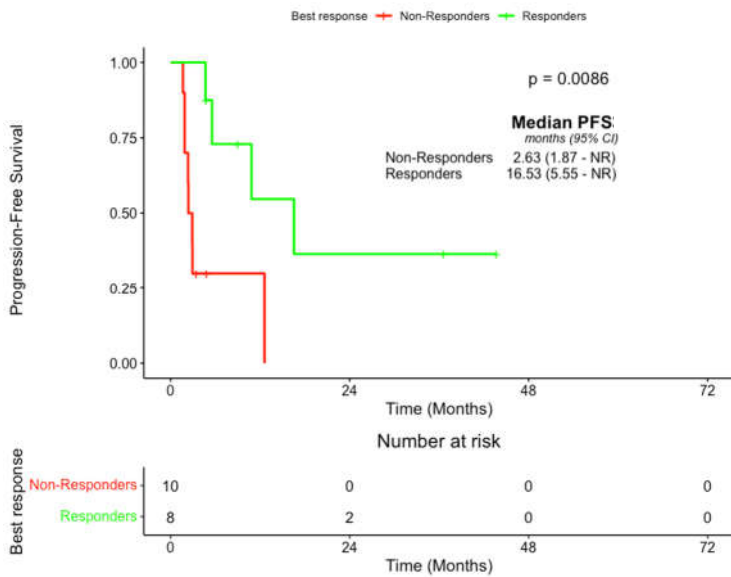 Best response Non-Responders Responders
1.00
0.75
0.50
0.25
0.00
Progression-Free Survival
p = 0.0086
Median PFS:
months (95% CI)
Non-Responders 2.63 (1.87 - NR)
Responders 16.53 (5.55 - NR)
0 24 48 72
Time (Months)
Number at risk
Best response
Non-Responders 10 0 0 0
Responders 8 2 0 0
0 24 48 72
Time (Months)